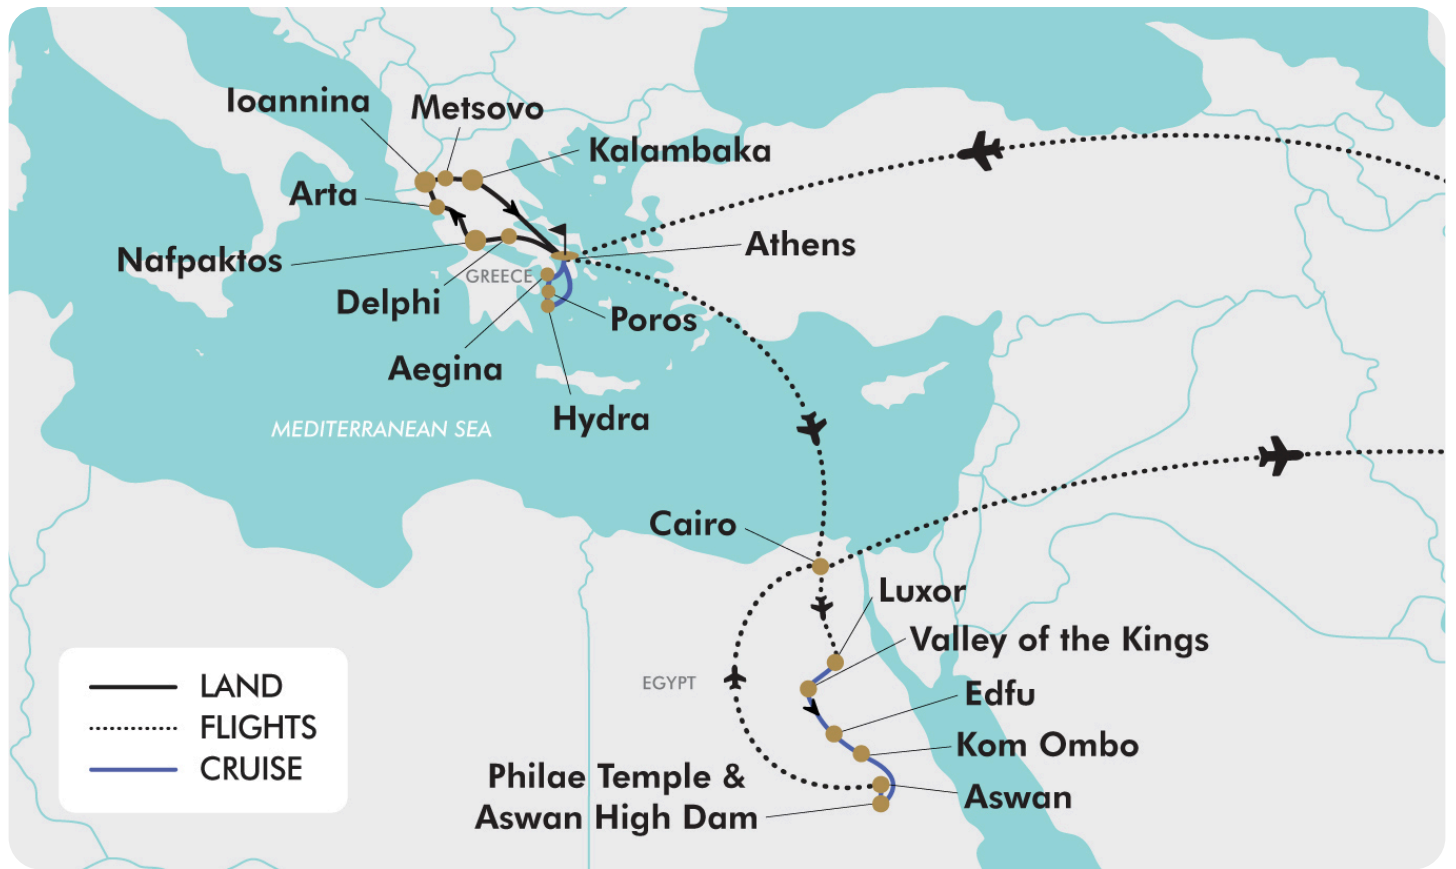 Ioannina
Metsovo
Kalambaka
Arta
Athens
Nafpaktos
GREECE
Delphi
Poros
Aegina
Hydra
MEDITERRANEAN SEA
Cairo
Luxor
Valley of the Kings
EGYPT
Edfu
Kom Ombo
Philae Temple &
Aswan High Dam
Aswan
LAND
FLIGHTS
CRUISE